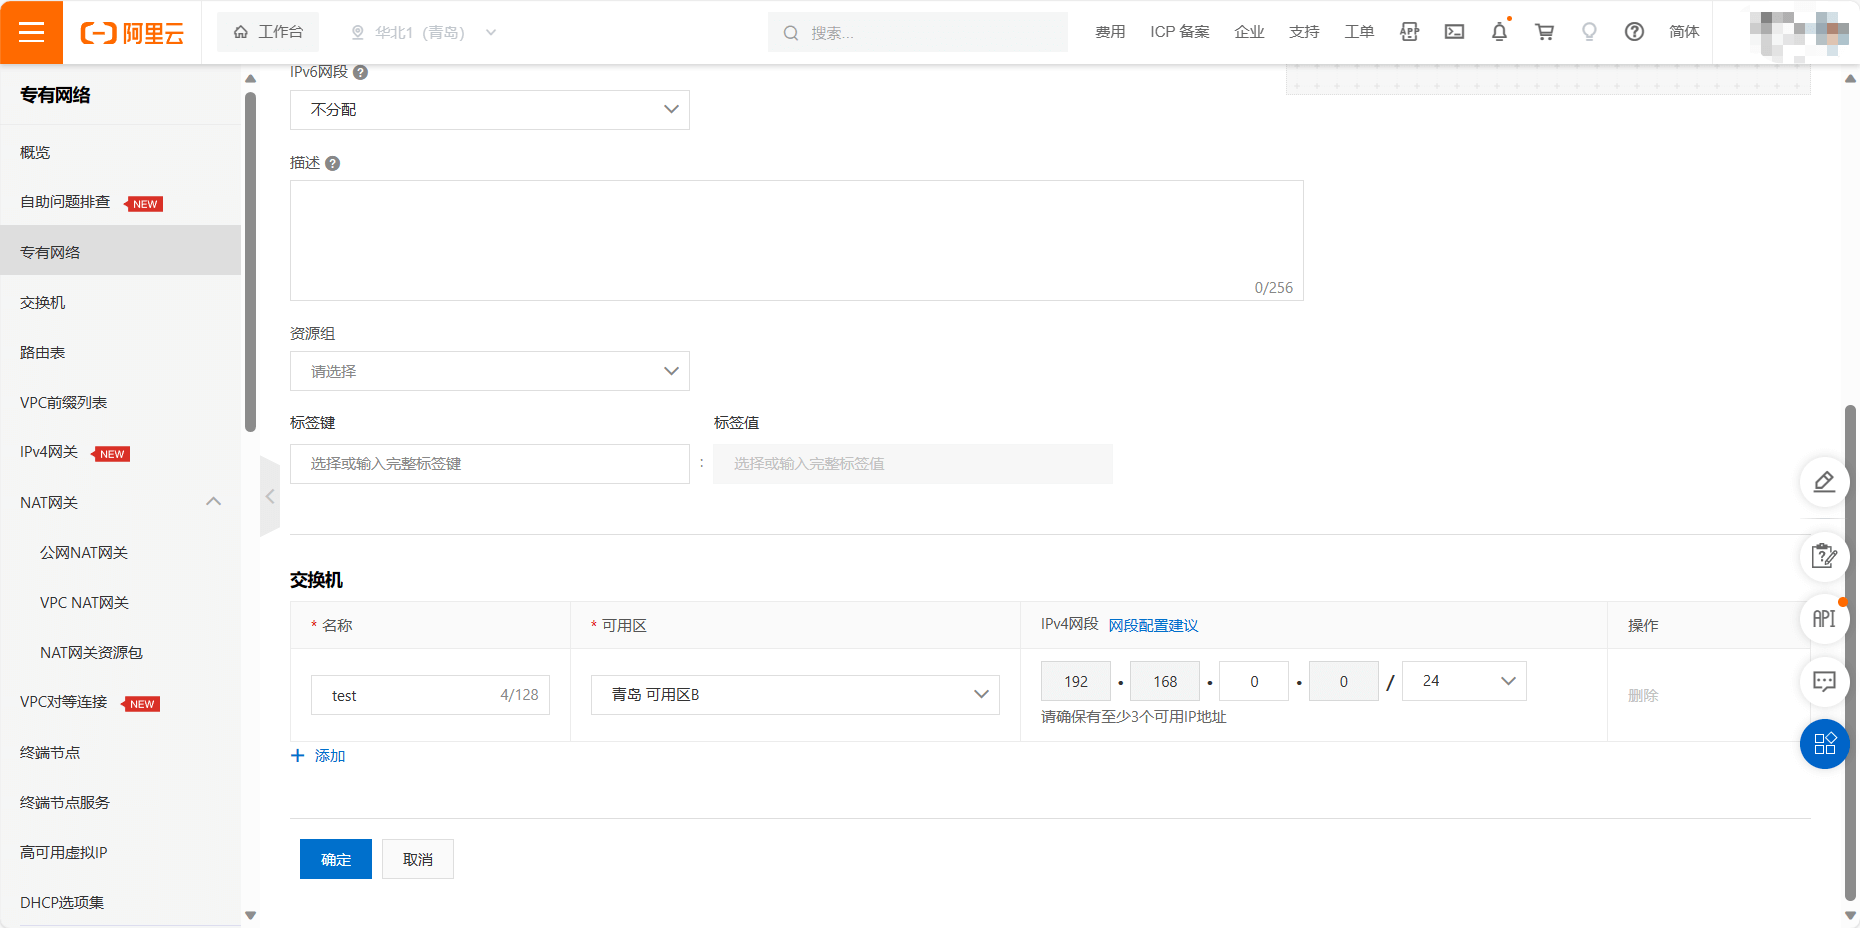 阿里云
工作台
华北1（青岛）
搜索...
费用
ICP 备案
企业
支持
工单
APP
简体
专有网络
概览
自助问题排查 NEW
专有网络
交换机
路由表
VPC前缀列表
IPv4网关 NEW
NAT网关
公网NAT网关
VPC NAT网关
NAT网关资源包
VPC对等连接 NEW
终端节点
终端节点服务
高可用虚拟IP
DHCP选项集
IPv6网段 ?
不分配
描述 ?
0/256
资源组
请选择
标签键
标签值
选择或输入完整标签键
:
选择或输入完整标签值
交换机
* 名称
* 可用区
IPv4网段 网段配置建议
操作
test 4/128
青岛 可用区B
192 • 168 • 0 • 0 / 24
请确保有至少3个可用IP地址
删除
+ 添加
确定
取消
API